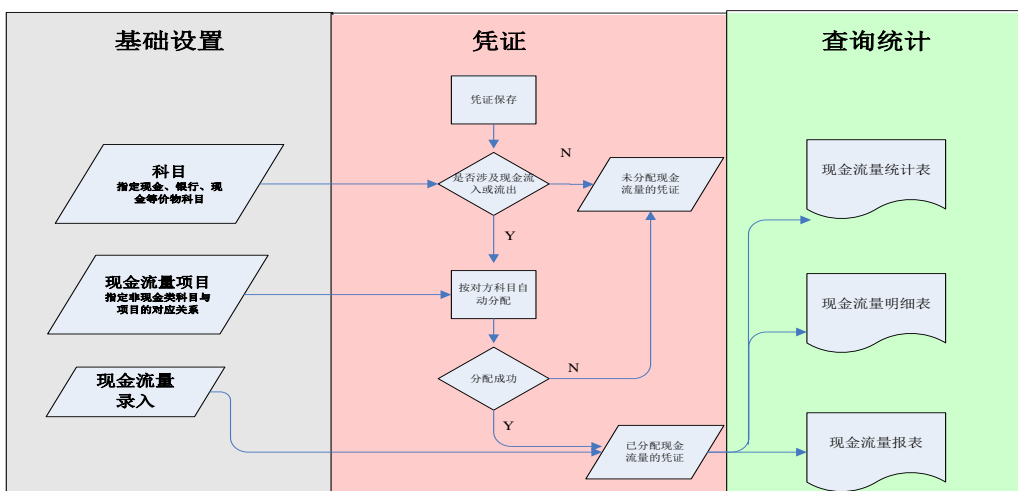 基础设置
科目
指定现金、银行、现
金等价物科目
现金流量项目
指定非现金类科目与
项目的对应关系
现金流量
录入
凭证
凭证保存
是否涉及现金流
入或流出
N
未分配现金
流量的凭证
Y
按对方科目自
动分配
分配成功
N
Y
已分配现金
流量的凭证
查询统计
现金流量统计表
现金流量明细表
现金流量报表